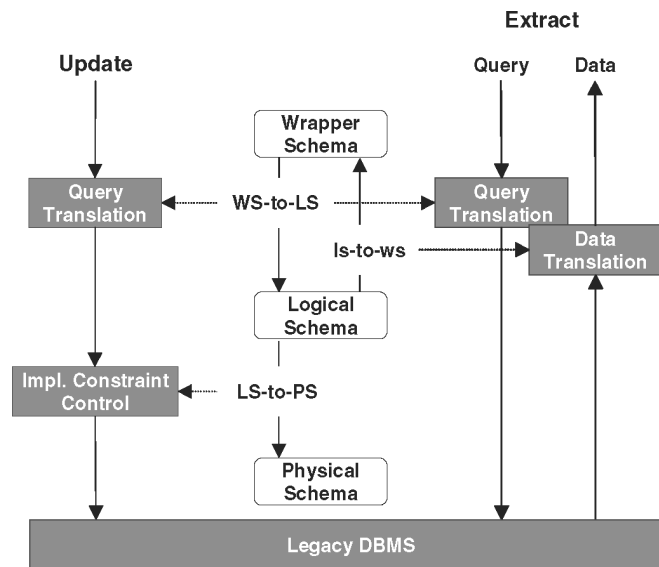 Extract
Update
Query
Data
Wrapper
Schema
Query
Translation
WS-to-LS
Query
Translation
ls-to-ws
Data
Translation
Logical
Schema
Impl. Constraint
Control
LS-to-PS
Physical
Schema
Legacy DBMS